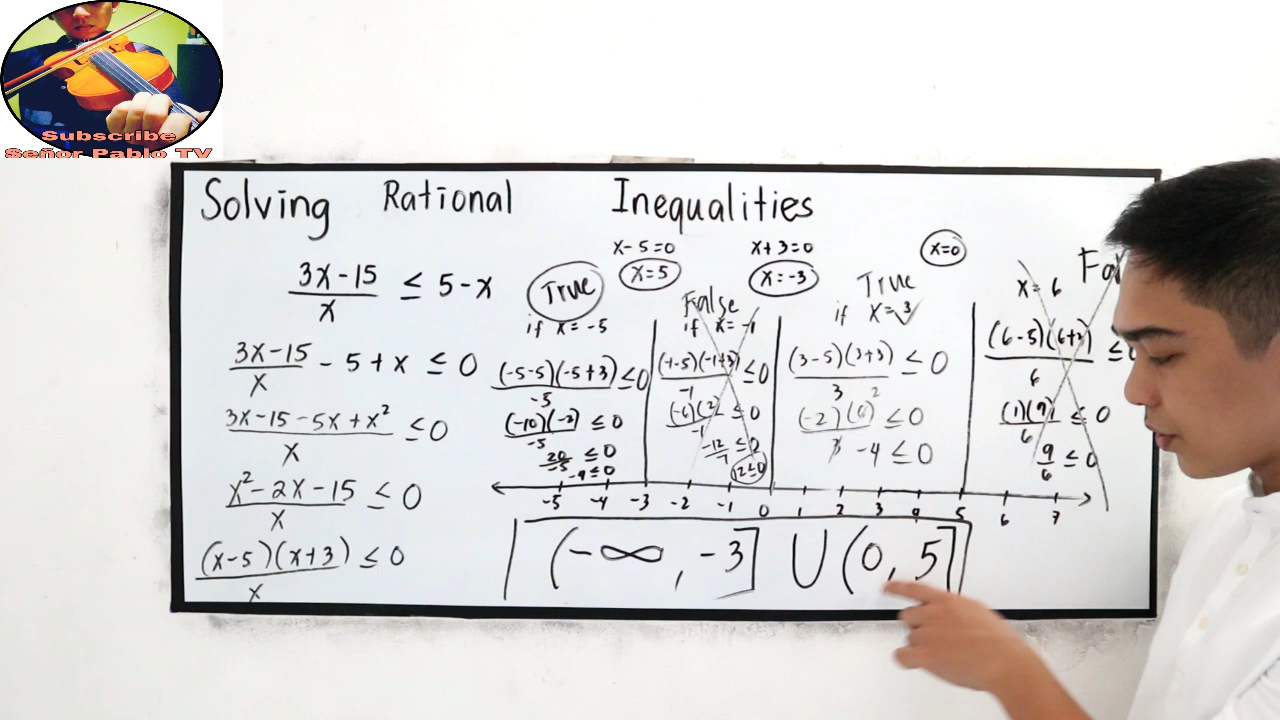 Subscribe
Señor Pablo TV
Solving Rational Inequalities
3x-15/x ≤ 5-x
3x-15/x - 5 + x ≤ 0
3x-15-5x+x²/x ≤ 0
x²-2x-15/x ≤ 0
(x-5)(x+3)/x ≤ 0
x-5=0
x=5
x+3=0
x=-3
x=0
True
if x=-5
(-5-5)(-5+3)/-5 ≤0
(-10)(-2)/-5 ≤ 0
20/-5 ≤ 0
-4≤0
False
if x=-1
(-1-5)(-1+3)/-1 ≤0
(-6)(2)/-1 ≤0
-12/-1 ≤0
12≤0
True
if x=3
(3-5)(3+3)/3 ≤ 0
(-2)(6)/3 ≤ 0
2
-4 ≤ 0
x=6
(6-5)(6+3)/6 ≤0
(1)(9)/6 ≤ 0
9/6 ≤ 0
-5 -4 -3 -2 -1 0 1 2 3 4 5 6 7
(-∞, -3] U (0, 5]